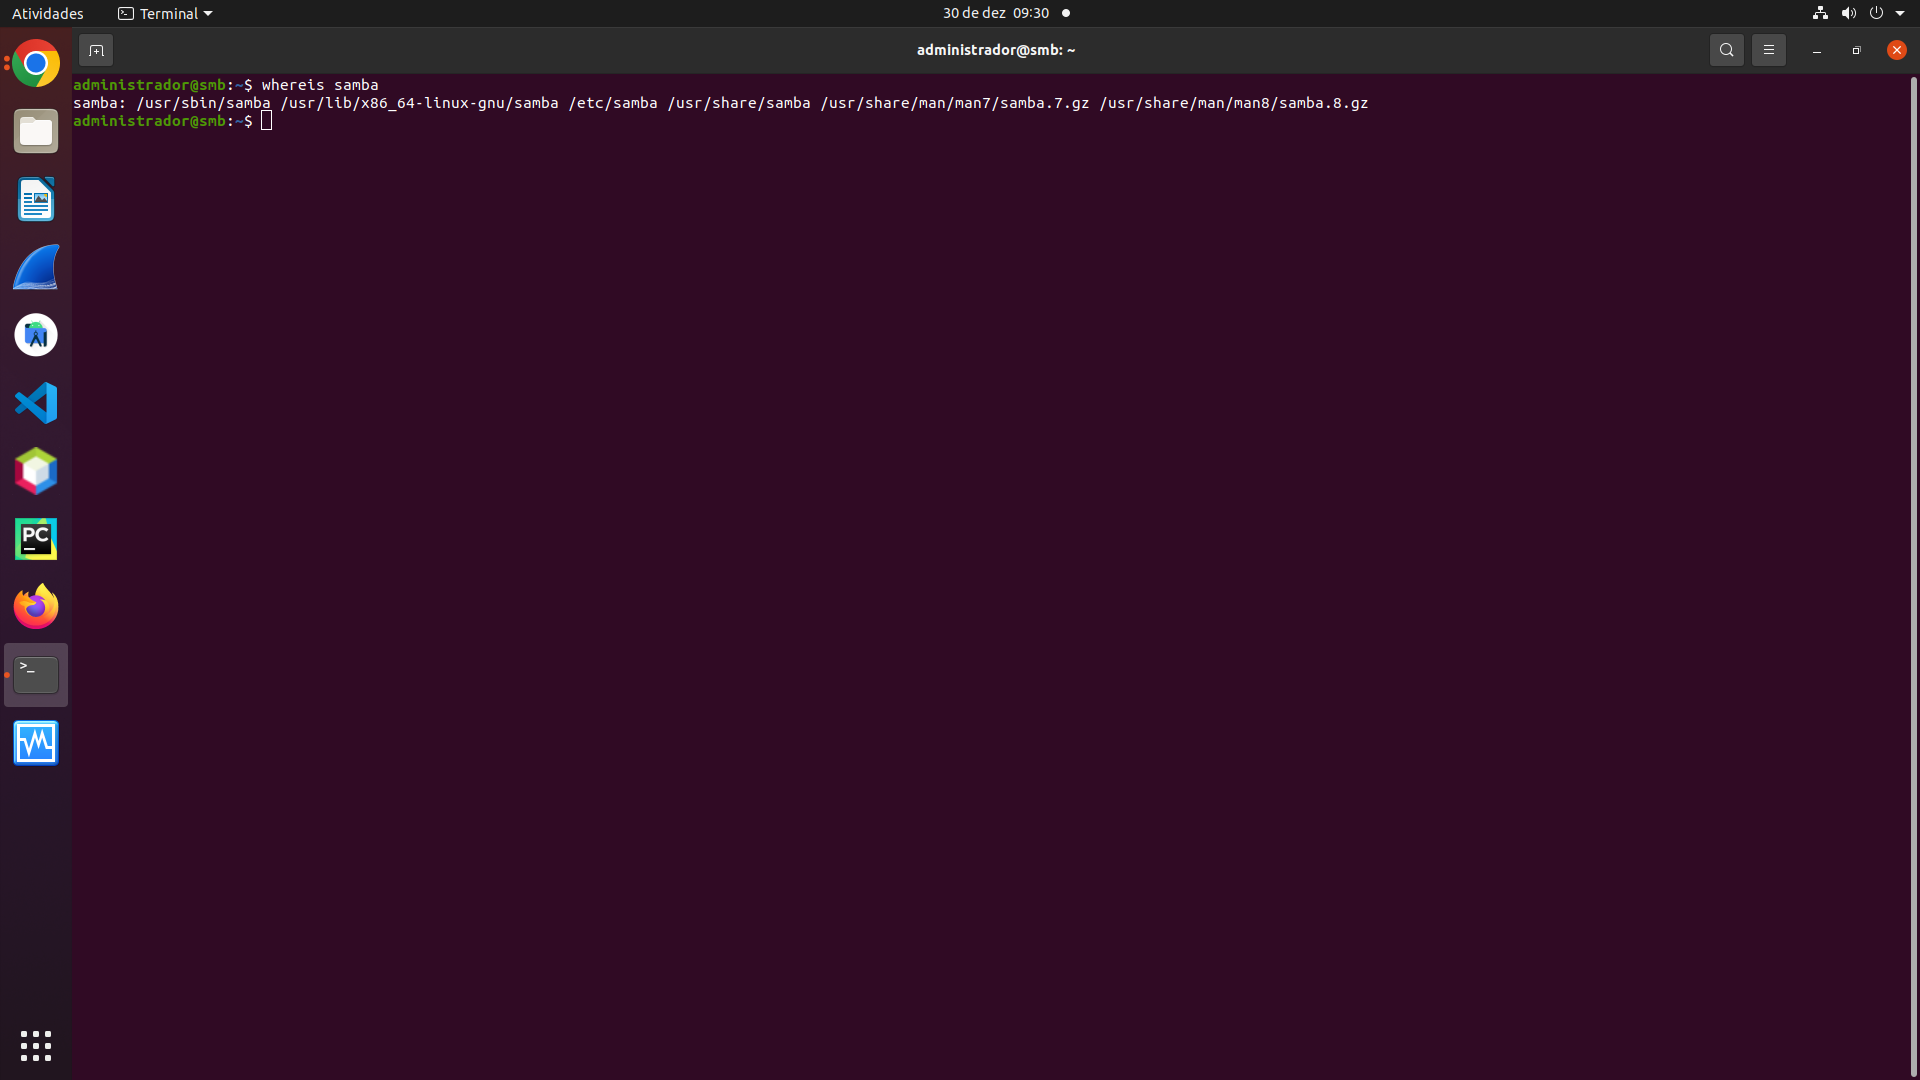 Atividades Terminal 30 de dez 09:30
administrador@smb: ~
administrador@smb:~$ whereis samba
samba: /usr/sbin/samba /usr/lib/x86_64-linux-gnu/samba /etc/samba /usr/share/samba /usr/share/man/man7/samba.7.gz /usr/share/man/man8/samba.8.gz
administrador@smb:~$
AI
PC
>_